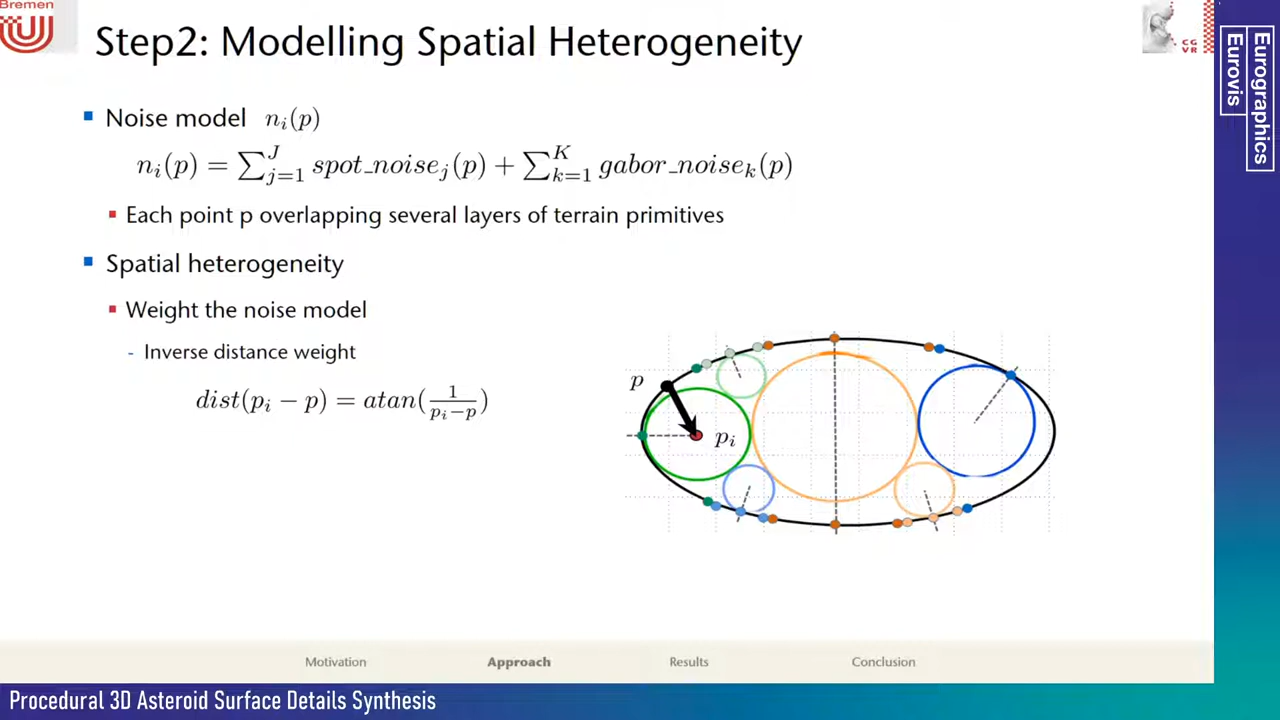 Bremen
Step2: Modelling Spatial Heterogeneity
CG
VR
Eurographics
Eurovis
Noise model n_i(p)
n_i(p) = ∑_{j=1}^{J} spot_noise_j(p) + ∑_{k=1}^{K} gabor_noise_k(p)
Each point p overlapping several layers of terrain primitives
Spatial heterogeneity
Weight the noise model
- Inverse distance weight
dist(p_i − p) = atan(1/(p_i−p))
p
p_i
Motivation Approach Results Conclusion
Procedural 3D Asteroid Surface Details Synthesis